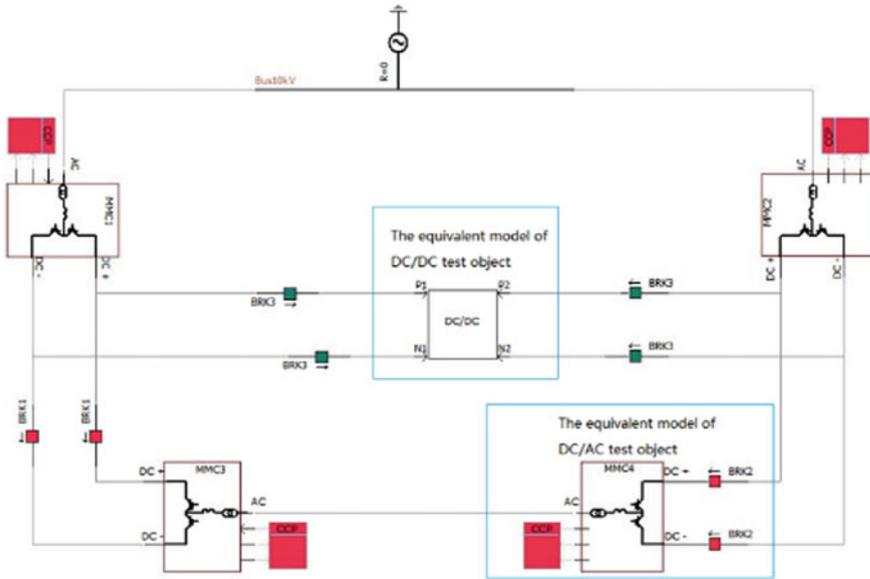 R=0
Bus10kV
CCP
AC
MMC1
DC -
DC +
CCP
AC
MMC2
DC +
DC -
The equivalent model of
DC/DC test object
P1
P2
DC/DC
N1
N2
BRK3
BRK3
BRK3
BRK3
BRK1
BRK1
DC +
MMC3
AC
DC -
CCP
The equivalent model of
DC/AC test object
MMC4
DC +
BRK2
AC
DC -
BRK2
CCP